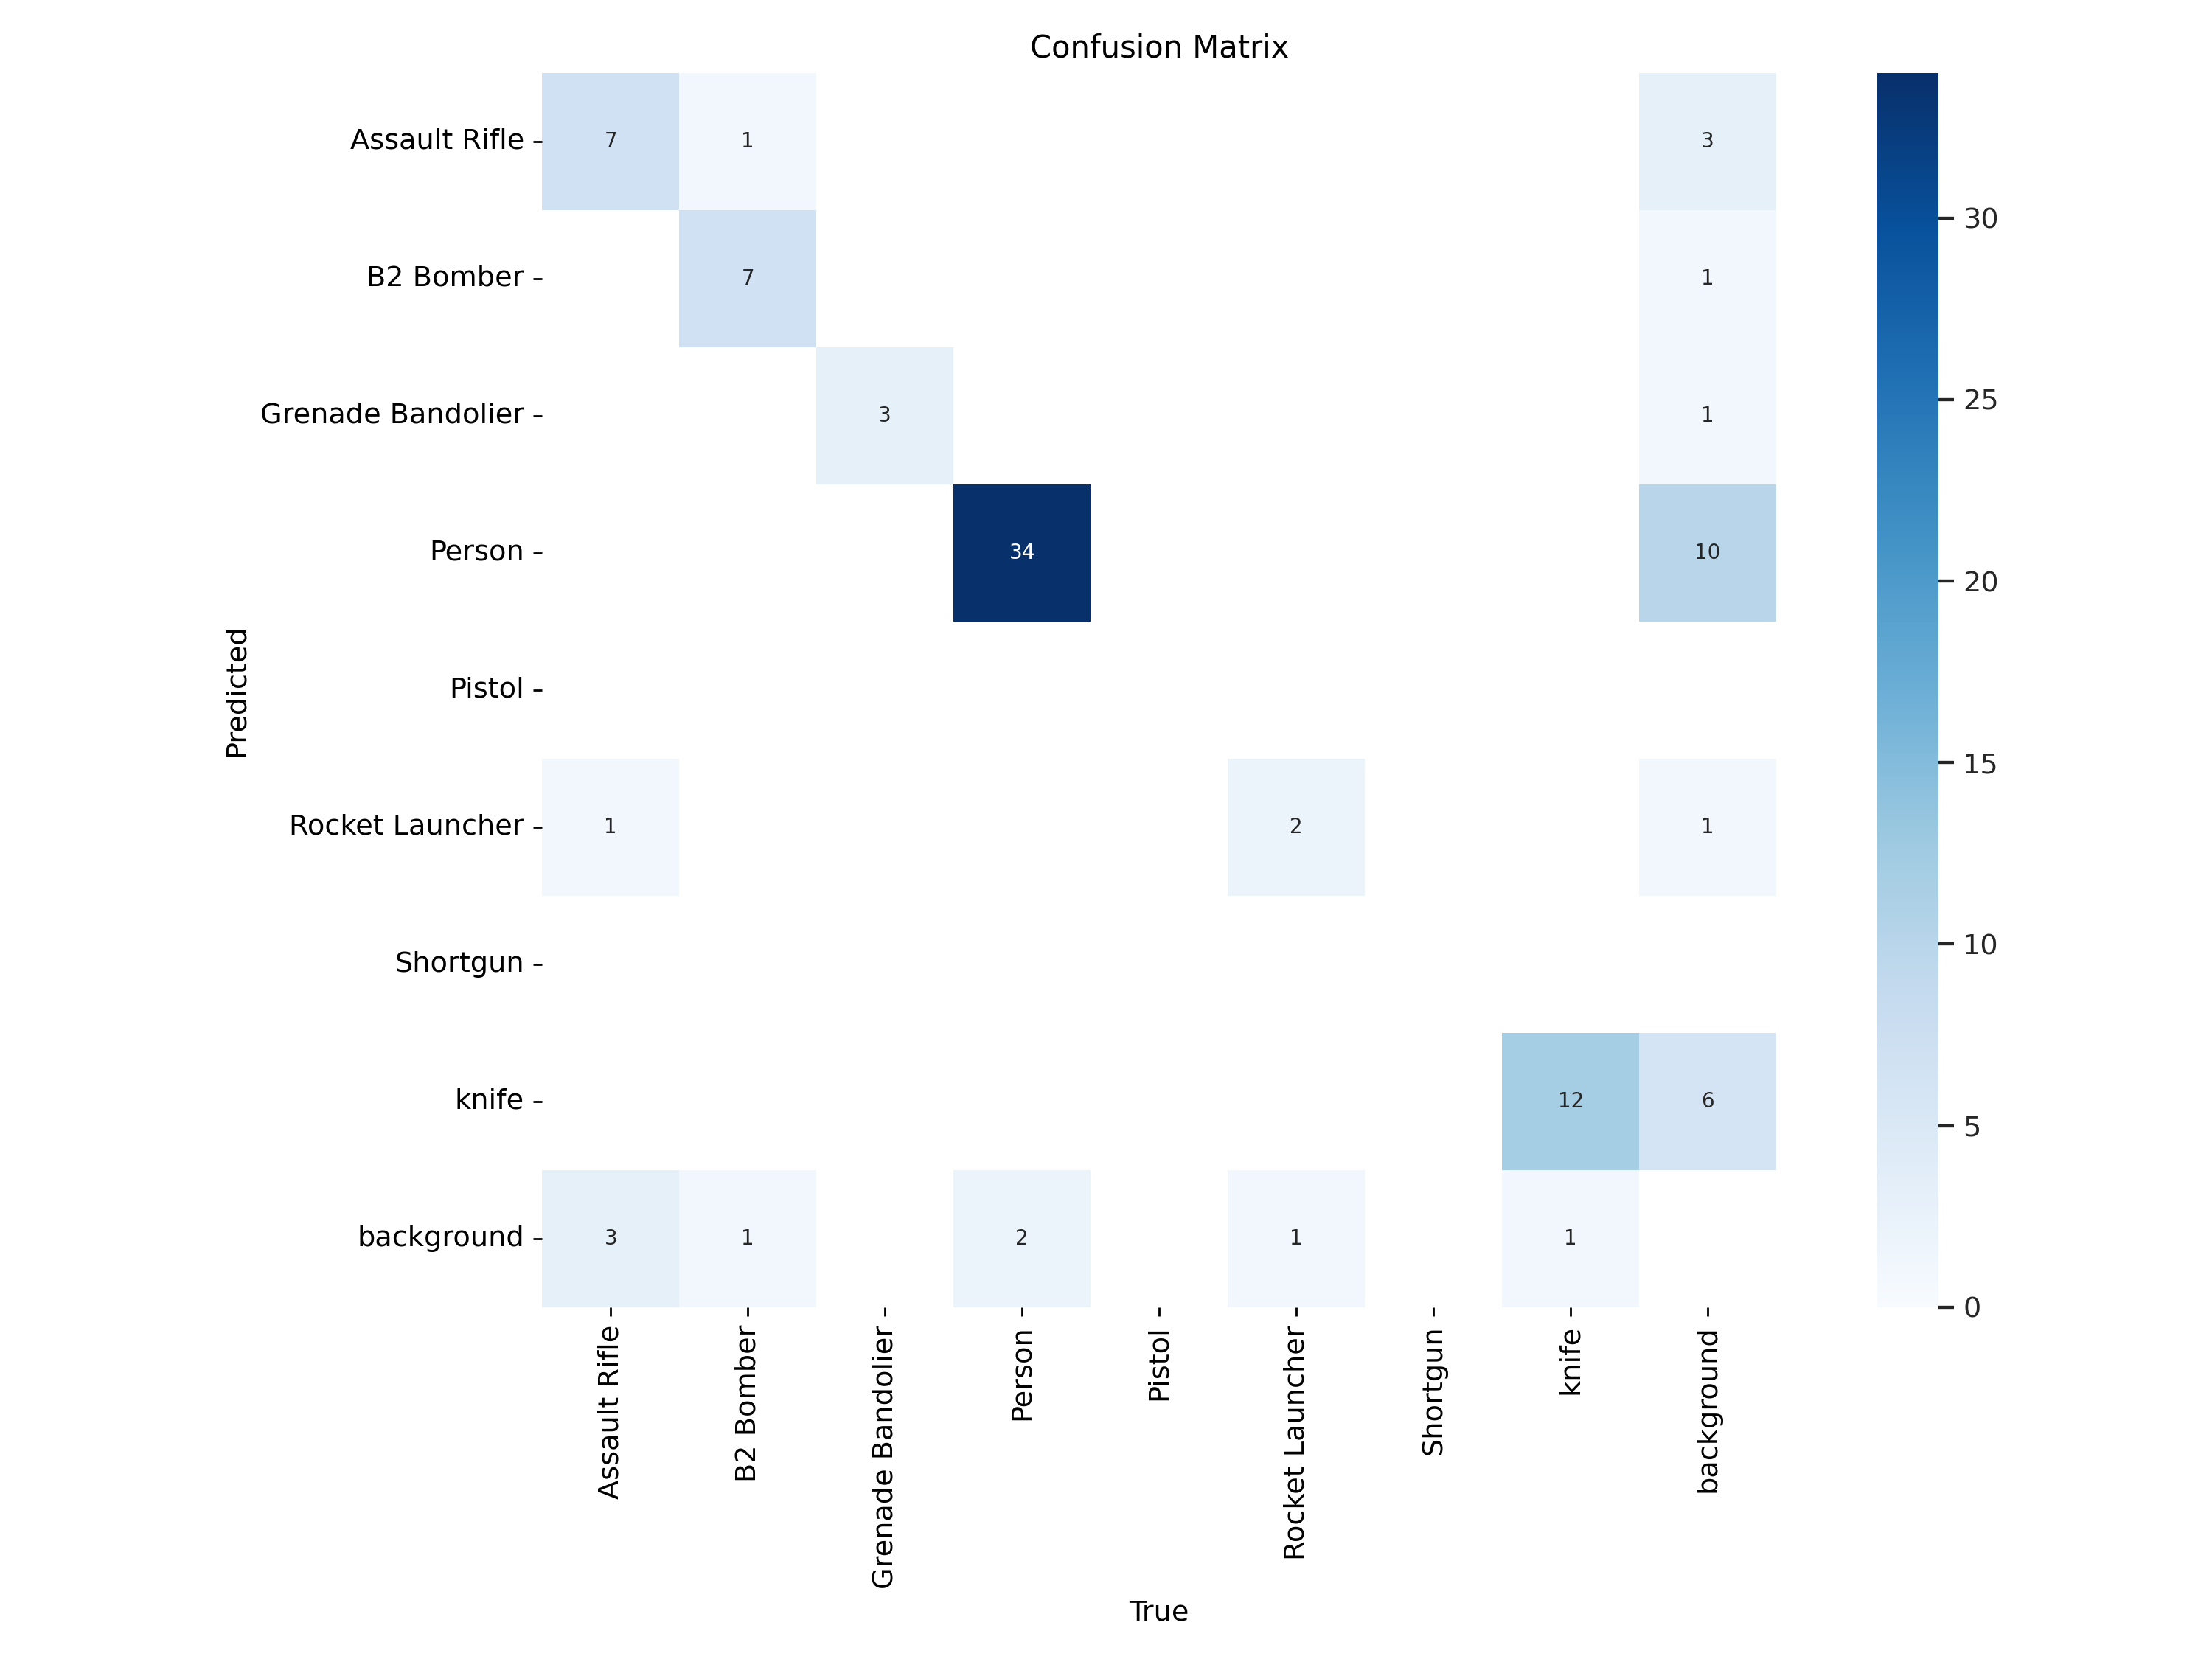 Confusion Matrix
Assault Rifle 7 1 3
B2 Bomber 7 1
Grenade Bandolier 3 1
Person 34 10
Pistol
Rocket Launcher 1 2 1
Shortgun
knife 12 6
background 3 1 2 1 1
Predicted
Assault Rifle
B2 Bomber
Grenade Bandolier
Person
Pistol
Rocket Launcher
Shortgun
knife
background
True
30
25
20
15
10
5
0